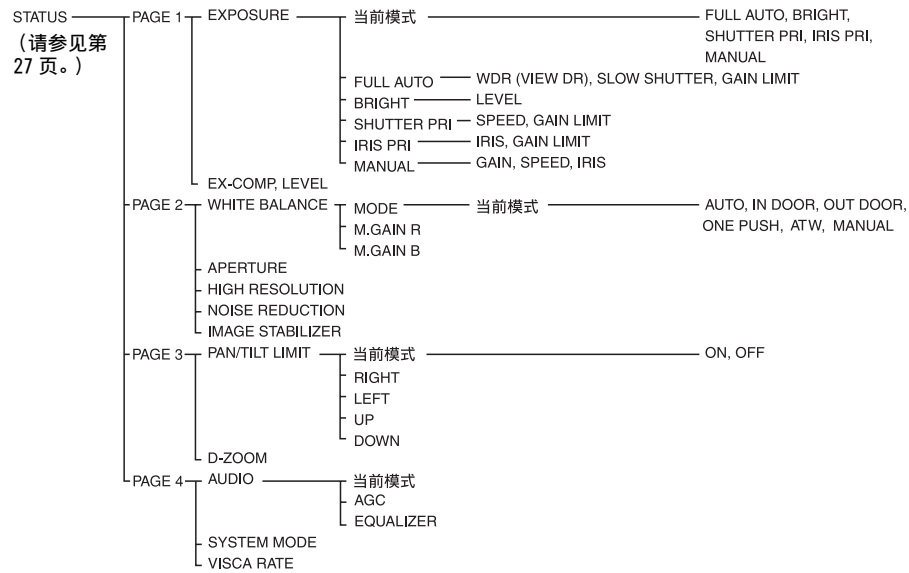 STATUS PAGE 1 EXPOSURE 当前模式 FULL AUTO, BRIGHT,
(请参见第 SHUTTER PRI, IRIS PRI,
27 页。) MANUAL
FULL AUTO WDR (VIEW DR), SLOW SHUTTER, GAIN LIMIT
BRIGHT LEVEL
SHUTTER PRI SPEED, GAIN LIMIT
IRIS PRI IRIS, GAIN LIMIT
MANUAL GAIN, SPEED, IRIS
EX-COMP, LEVEL
PAGE 2 WHITE BALANCE MODE 当前模式 AUTO, IN DOOR, OUT DOOR,
M.GAIN R ONE PUSH, ATW, MANUAL
M.GAIN B
APERTURE
HIGH RESOLUTION
NOISE REDUCTION
IMAGE STABILIZER
PAGE 3 PAN/TILT LIMIT 当前模式 ON, OFF
RIGHT
LEFT
UP
DOWN
D-ZOOM
PAGE 4 AUDIO 当前模式
AGC
EQUALIZER
SYSTEM MODE
VISCA RATE